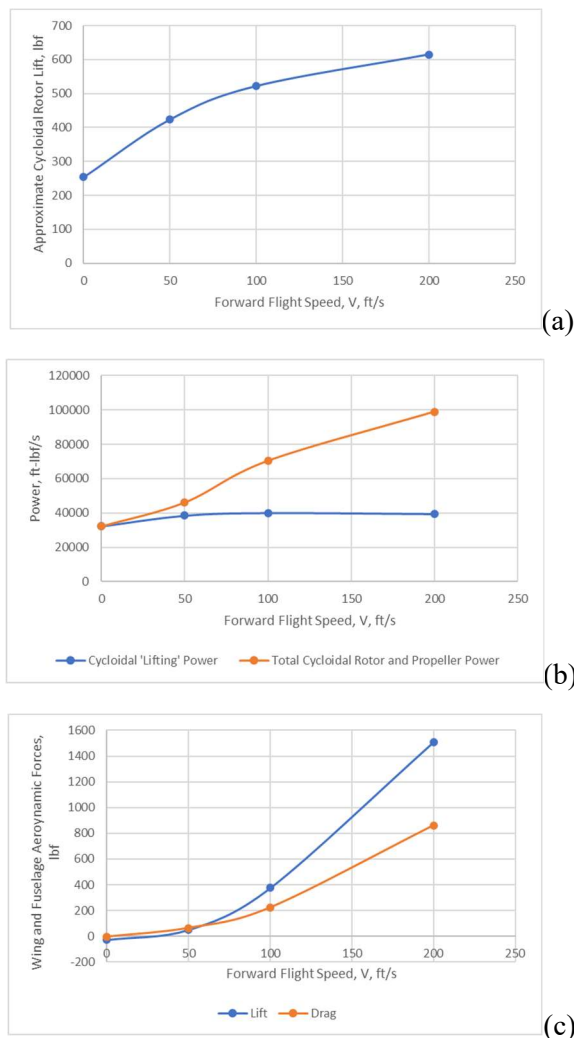 Approximate Cycloidal Rotor Lift, lbf
700
600
500
400
300
200
100
0
0 50 100 150 200 250
Forward Flight Speed, V, ft/s
(a)
Power, ft-lbf/s
120000
100000
80000
60000
40000
20000
0
0 50 100 150 200 250
Forward Flight Speed, V, ft/s
Cycloidal 'Lifting' Power Total Cycloidal Rotor and Propeller Power
(b)
Wing and Fuselage Aeroynamic Forces,
lbf
1600
1400
1200
1000
800
600
400
200
0
-200
0 50 100 150 200 250
Forward Flight Speed, V, ft/s
Lift Drag
(c)